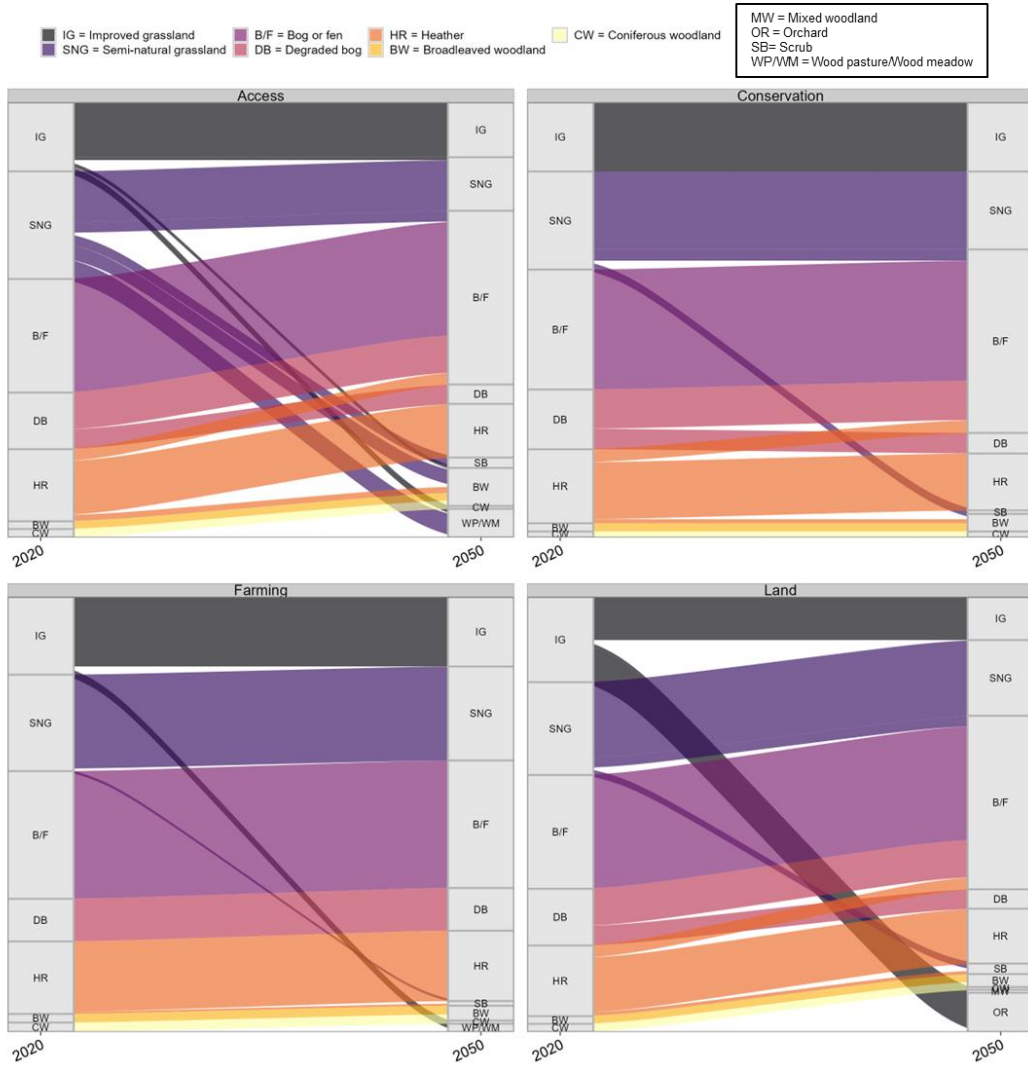 IG = Improved grassland
B/F = Bog or fen
HR = Heather
CW = Coniferous woodland
SNG = Semi-natural grassland
DB = Degraded bog
BW = Broadleaved woodland
MW = Mixed woodland
OR = Orchard
SB= Scrub
WP/WM = Wood pasture/Wood meadow
Access
IG
SNG
B/F
DB
HR
BW
CW
IG
SNG
B/F
DB
HR
SB
BW
CW
WP/WM
2020
2050
Conservation
IG
SNG
B/F
DB
HR
BW
CW
IG
SNG
B/F
DB
HR
SB
BW
CW
2020
2050
Farming
IG
SNG
B/F
DB
HR
BW
CW
IG
SNG
B/F
DB
HR
SB
BW
CW
WP/WM
2020
2050
Land
IG
SNG
B/F
DB
HR
BW
CW
IG
SNG
B/F
DB
HR
SB
BW
CW
MW
OR
2020
2050